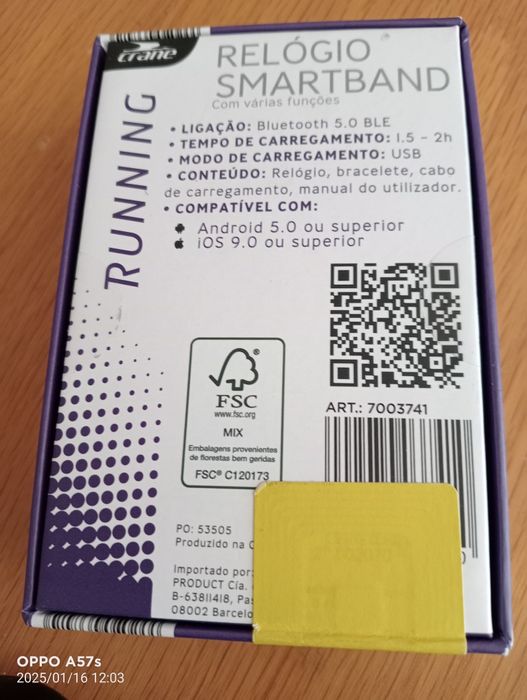 crane
RELÓGIO
SMARTBAND
Com várias funções
RUNNING
• LIGAÇÃO: Bluetooth 5.0 BLE
• TEMPO DE CARREGAMENTO: 1.5 - 2h
• MODO DE CARREGAMENTO: USB
• CONTEÚDO: Relógio, bracelete, cabo
de carregamento, manual do utilizador.
• COMPATÍVEL COM:
Android 5.0 ou superior
iOS 9.0 ou superior
FSC
www.fsc.org
MIX
Embalagens provenientes
de florestas bem geridas
FSC® C120173
ART.: 7003741
PO: 53505
Produzido na
Importado por:
PRODUCT Cía.
B-63811418,
08002
OPPO A57s
2025/01/16 12:03